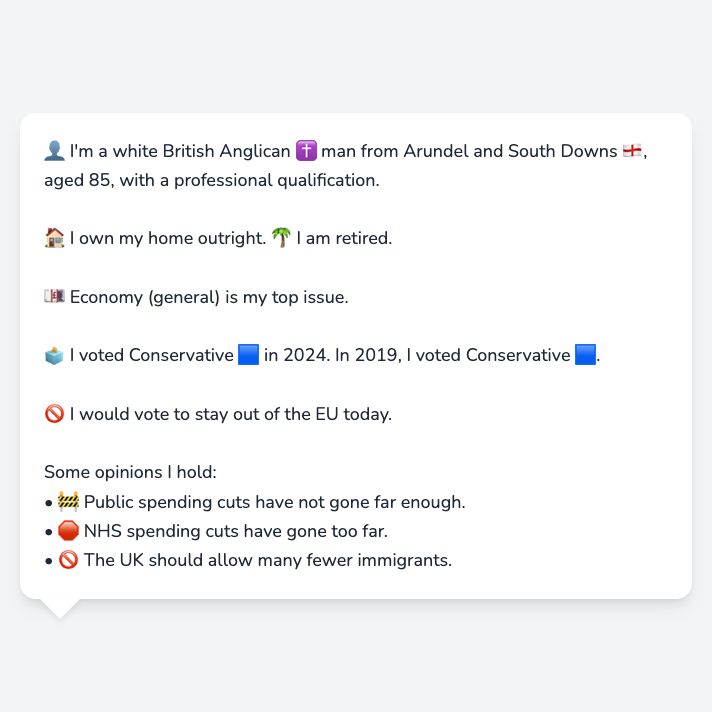 👤 I'm a white British Anglican ✝️ man from Arundel and South Downs 🏴󠁧󠁢󠁥󠁮󠁧󠁿,
aged 85, with a professional qualification.
🏠 I own my home outright. 🌴 I am retired.
💷 Economy (general) is my top issue.
🗳️ I voted Conservative 🟦 in 2024. In 2019, I voted Conservative 🟦.
🚫 I would vote to stay out of the EU today.
Some opinions I hold:
• 🚧 Public spending cuts have not gone far enough.
• 🛑 NHS spending cuts have gone too far.
• 🚫 The UK should allow many fewer immigrants.